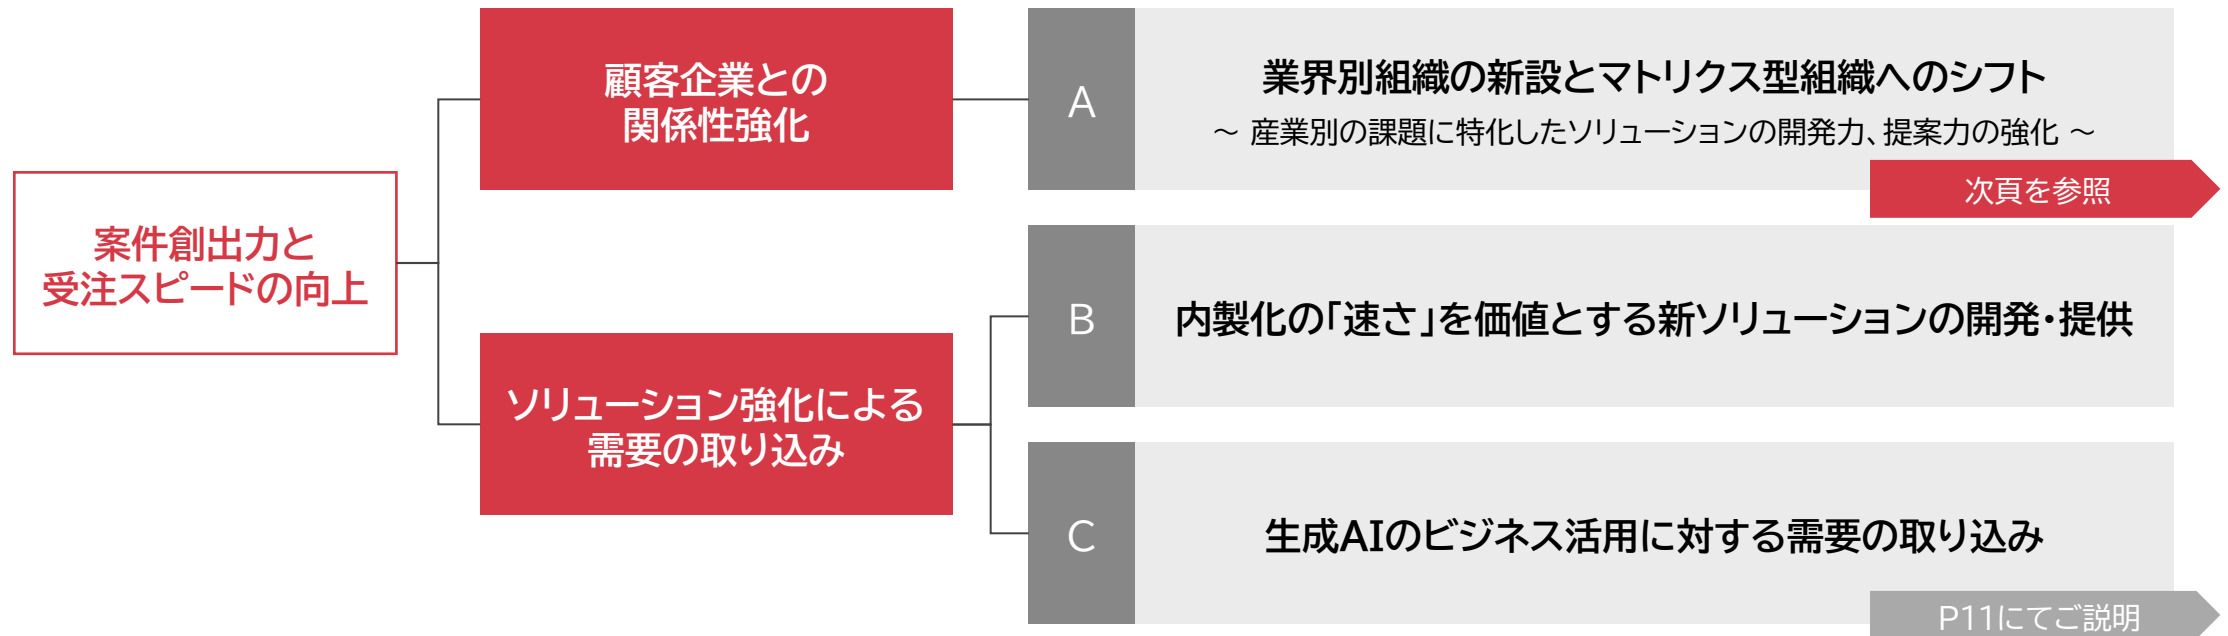 案件創出力と
受注スピードの向上
顧客企業との
関係性強化
A
業界別組織の新設とマトリクス型組織へのシフト
～ 産業別の課題に特化したソリューションの開発力、提案力の強化 ～
次頁を参照
ソリューション強化による
需要の取り込み
B
内製化の「速さ」を価値とする新ソリューションの開発・提供
C
生成AIのビジネス活用に対する需要の取り込み
P11にてご説明